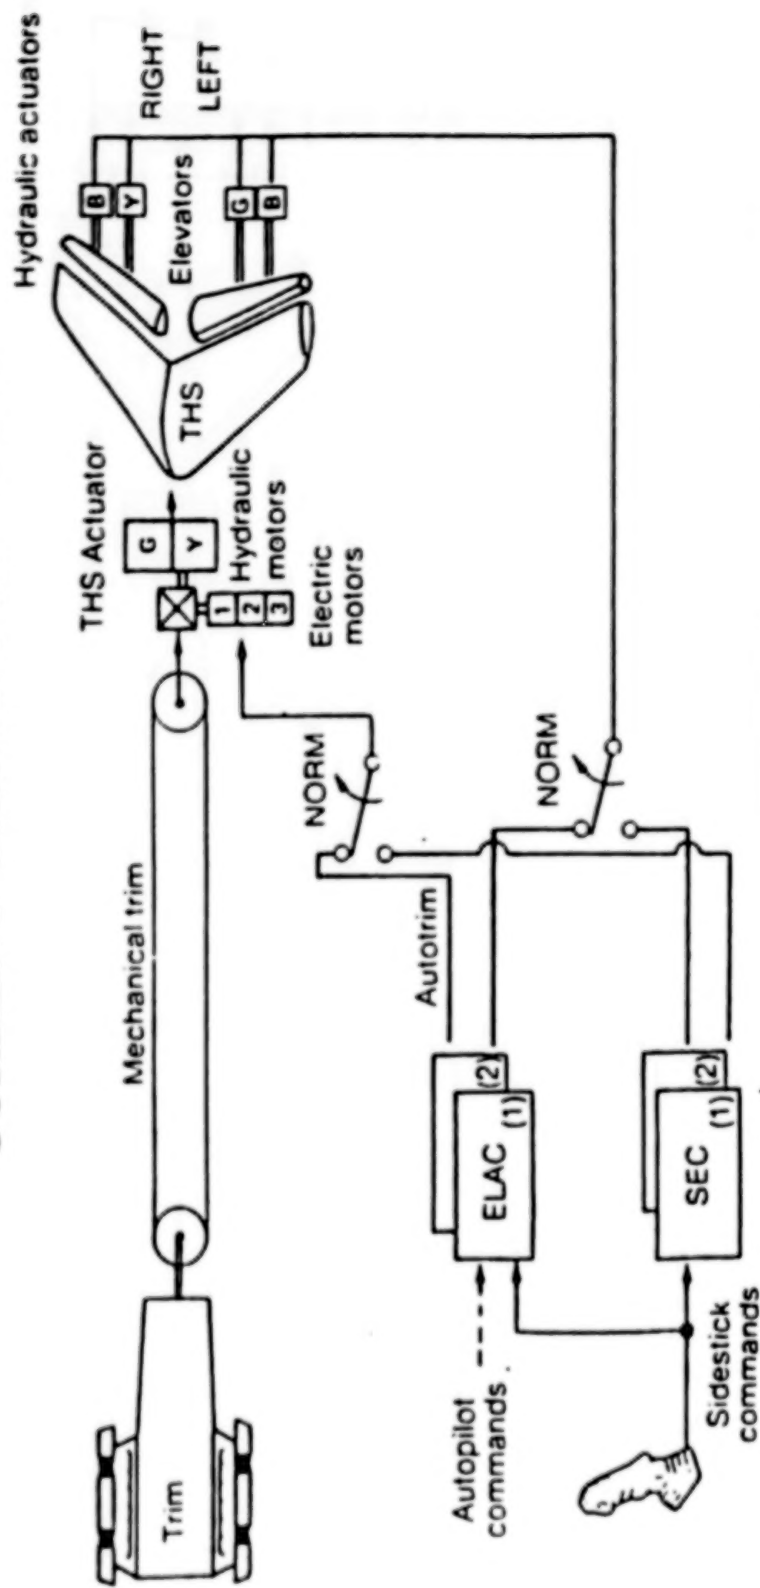 Hydraulic actuators
RIGHT
LEFT
B
Y
Elevators
G
B
THS
THS Actuator
G
Y
Hydraulic
motors
1
2
3
Electric
motors
Mechanical trim
Trim
NORM
NORM
Autotrim
ELAC
(1)
(2)
SEC
(1)
(2)
Autopilot
commands
Sidestick
commands